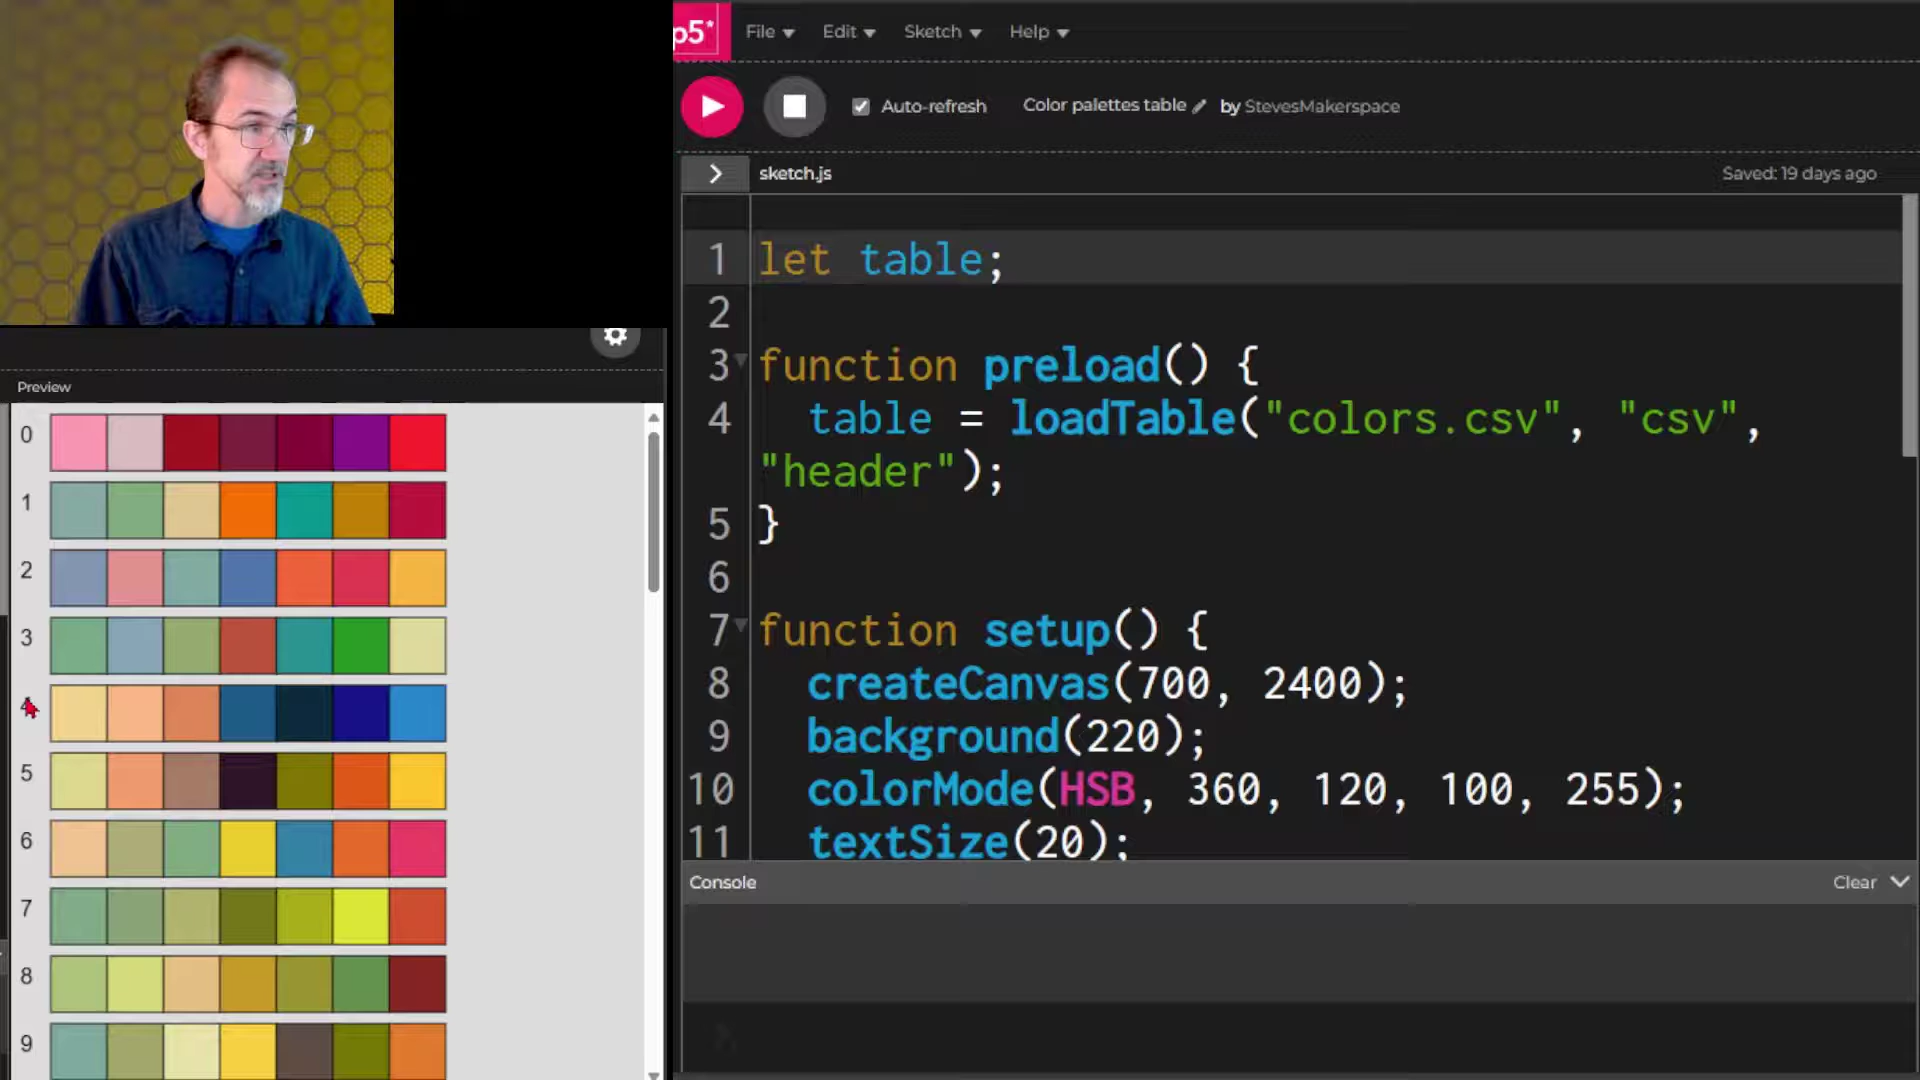 p5*
File
Edit
Sketch
Help
Auto-refresh
Color palettes table
by StevesMakerspace
sketch.js
Saved: 19 days ago
1 let table;
2
3 function preload() {
4 table = loadTable("colors.csv", "csv",
"header");
5 }
6
7 function setup() {
8 createCanvas(700, 2400);
9 background(220);
10 colorMode(HSB, 360, 120, 100, 255);
11 textSize(20);
Console
Clear
Preview
0
1
2
3
4
5
6
7
8
9